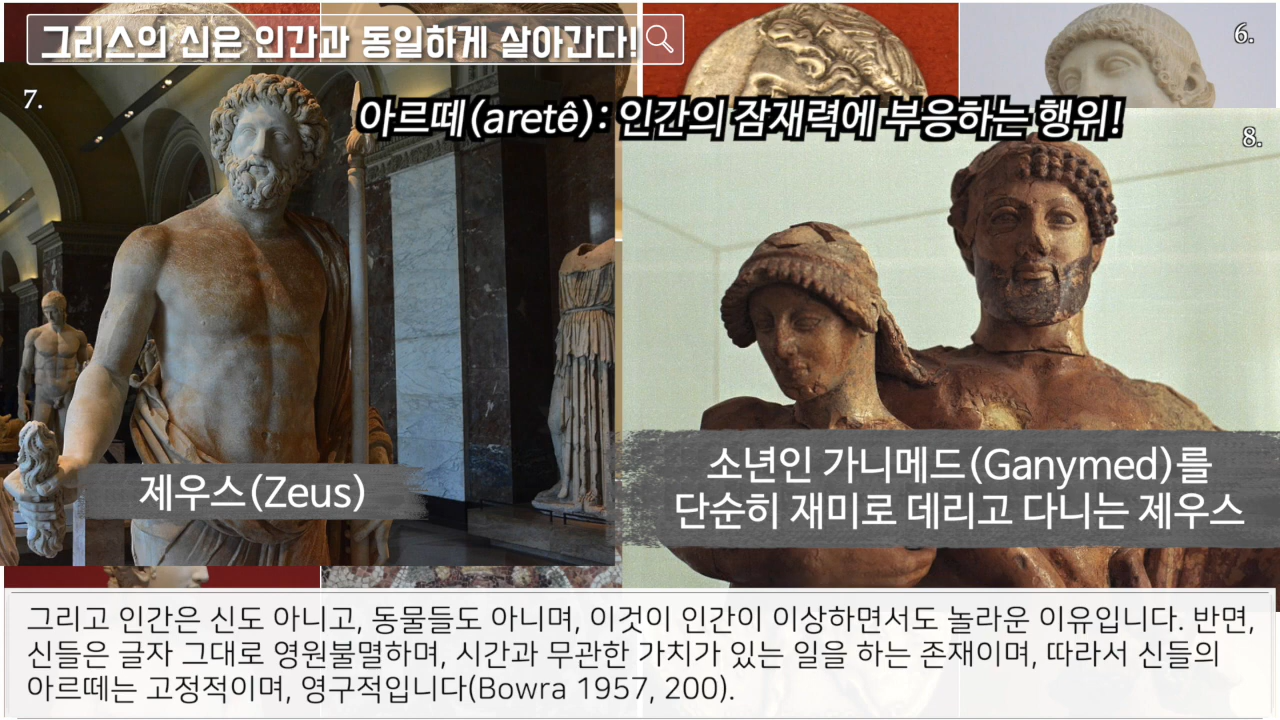 그리스의 신은 인간과 동일하게 살아간다!
6.
7.
아르떼(aretê): 인간의 잠재력에 부응하는 행위!
8.
제우스(Zeus)
소년인 가니메드(Ganymed)를
단순히 재미로 데리고 다니는 제우스
그리고 인간은 신도 아니고, 동물들도 아니며, 이것이 인간이 이상하면서도 놀라운 이유입니다. 반면,
신들은 글자 그대로 영원불멸하며, 시간과 무관한 가치가 있는 일을 하는 존재이며, 따라서 신들의
아르떼는 고정적이며, 영구적입니다(Bowra 1957, 200).